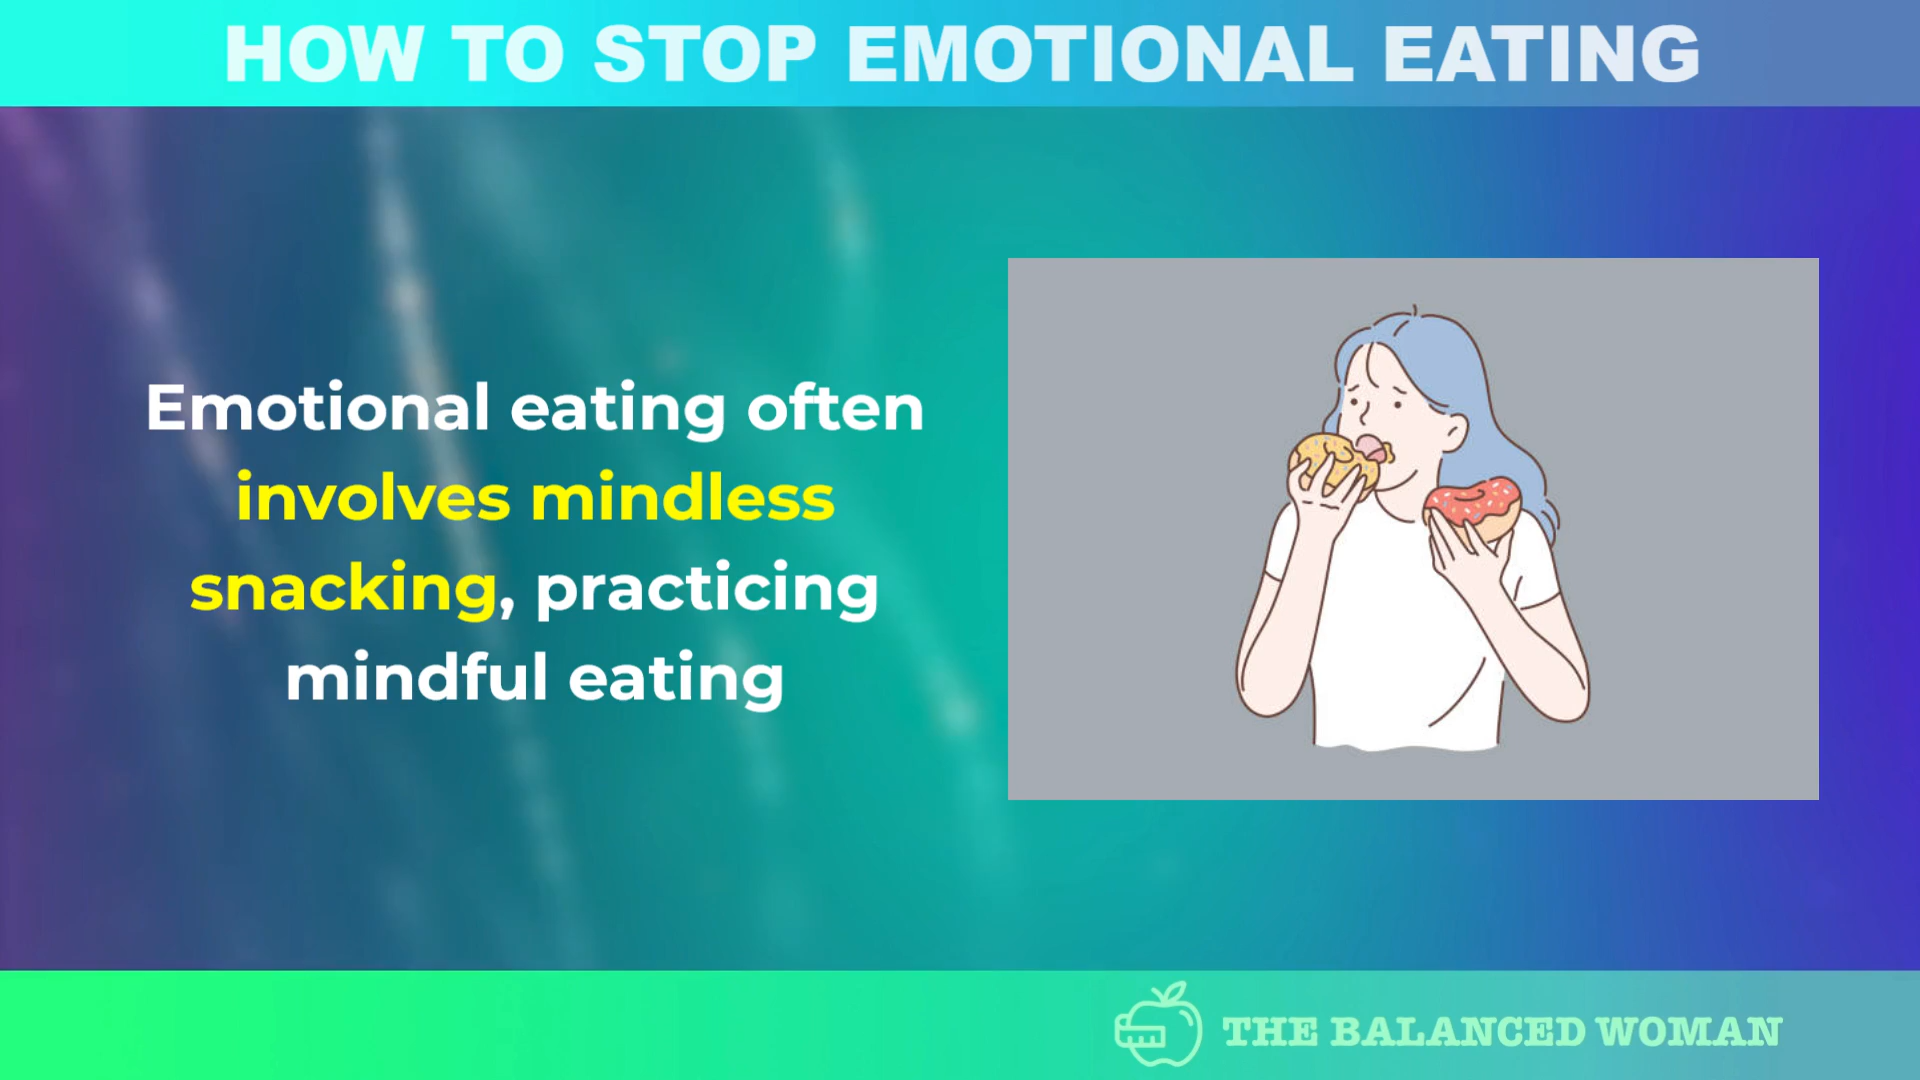 HOW TO STOP EMOTIONAL EATING
Emotional eating often
involves mindless
snacking, practicing
mindful eating
THE BALANCED WOMAN